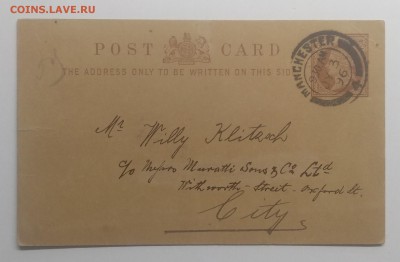 COINS.LAVE.RU
POST CARD
THE ADDRESS ONLY TO BE WRITTEN ON THIS SIDE
MANCHESTER
Mr Willy Klitzsch
c/o Messrs Muratti Sons & Co Ltd
Whitworth Street - Oxford St.
City